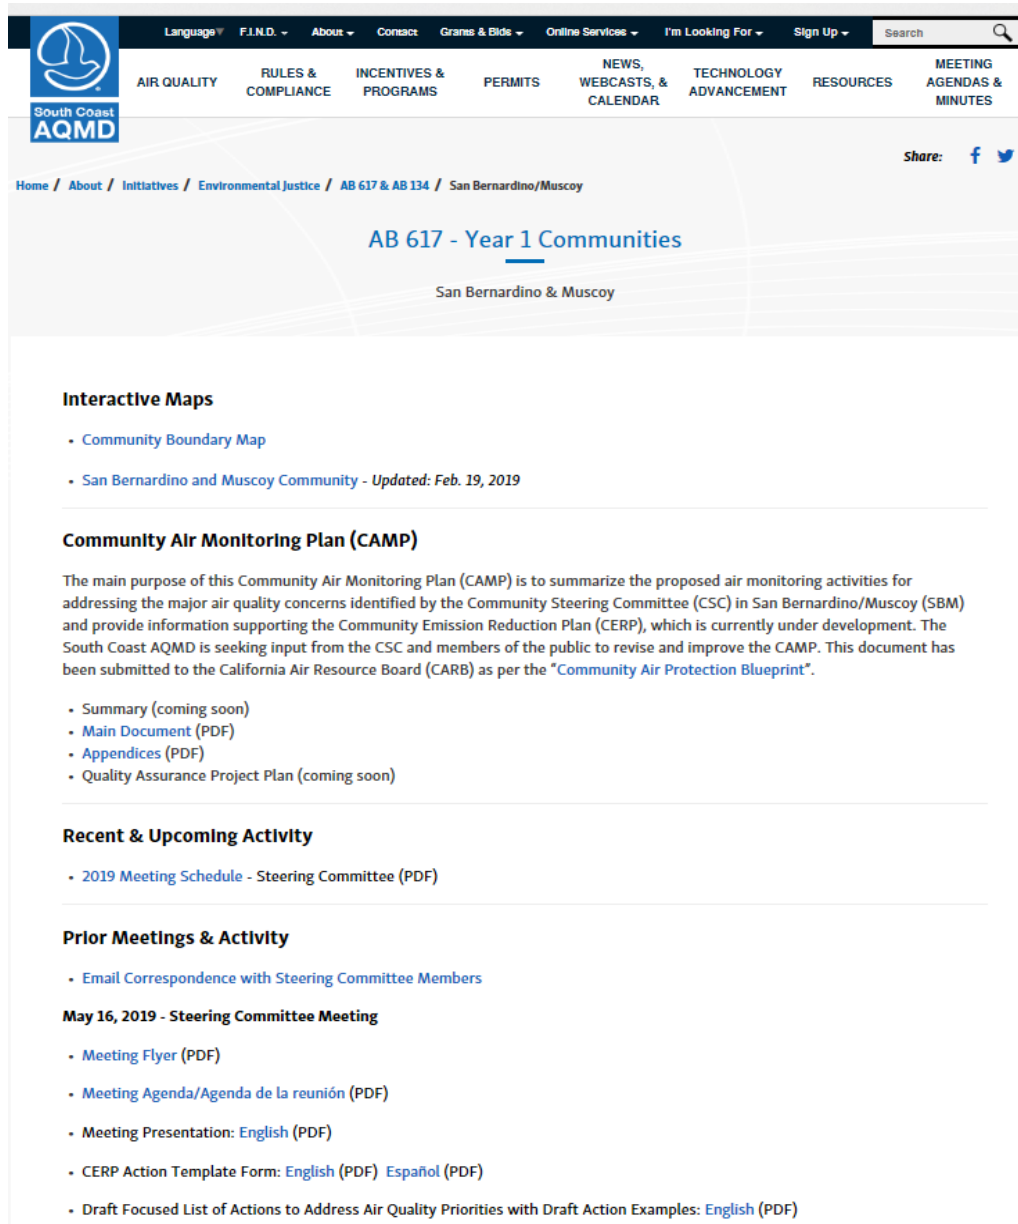 Language▼ F.I.N.D. About Contact Grants & Bids Online Services I'm Looking For Sign Up Search
South Coast
AQMD
AIR QUALITY
RULES &
COMPLIANCE
INCENTIVES &
PROGRAMS
PERMITS
NEWS,
WEBCASTS, &
CALENDAR
TECHNOLOGY
ADVANCEMENT
RESOURCES
MEETING
AGENDAS &
MINUTES
Share:
Home / About / Initiatives / Environmental Justice / AB 617 & AB 134 / San Bernardino/Muscoy
AB 617 - Year 1 Communities
San Bernardino & Muscoy
Interactive Maps
• Community Boundary Map
• San Bernardino and Muscoy Community - Updated: Feb. 19, 2019
Community Air Monitoring Plan (CAMP)
The main purpose of this Community Air Monitoring Plan (CAMP) is to summarize the proposed air monitoring activities for
addressing the major air quality concerns identified by the Community Steering Committee (CSC) in San Bernardino/Muscoy (SBM)
and provide information supporting the Community Emission Reduction Plan (CERP), which is currently under development. The
South Coast AQMD is seeking input from the CSC and members of the public to revise and improve the CAMP. This document has
been submitted to the California Air Resource Board (CARB) as per the “Community Air Protection Blueprint”.
• Summary (coming soon)
• Main Document (PDF)
• Appendices (PDF)
• Quality Assurance Project Plan (coming soon)
Recent & Upcoming Activity
• 2019 Meeting Schedule - Steering Committee (PDF)
Prior Meetings & Activity
• Email Correspondence with Steering Committee Members
May 16, 2019 - Steering Committee Meeting
• Meeting Flyer (PDF)
• Meeting Agenda/Agenda de la reunión (PDF)
• Meeting Presentation: English (PDF)
• CERP Action Template Form: English (PDF) Español (PDF)
• Draft Focused List of Actions to Address Air Quality Priorities with Draft Action Examples: English (PDF)